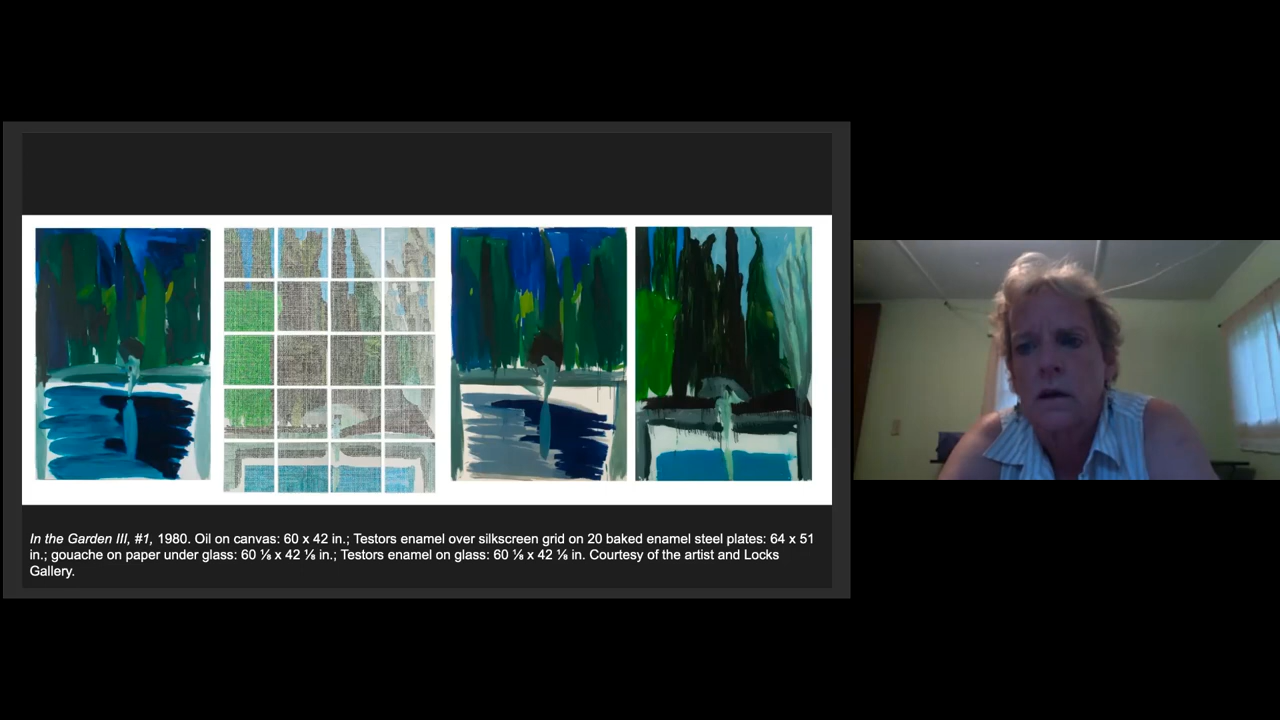 In the Garden III, #1, 1980. Oil on canvas: 60 x 42 in.; Testors enamel over silkscreen grid on 20 baked enamel steel plates: 64 x 51
in.; gouache on paper under glass: 60 ⅛ x 42 ⅛ in.; Testors enamel on glass: 60 ⅛ x 42 ⅛ in. Courtesy of the artist and Locks
Gallery.